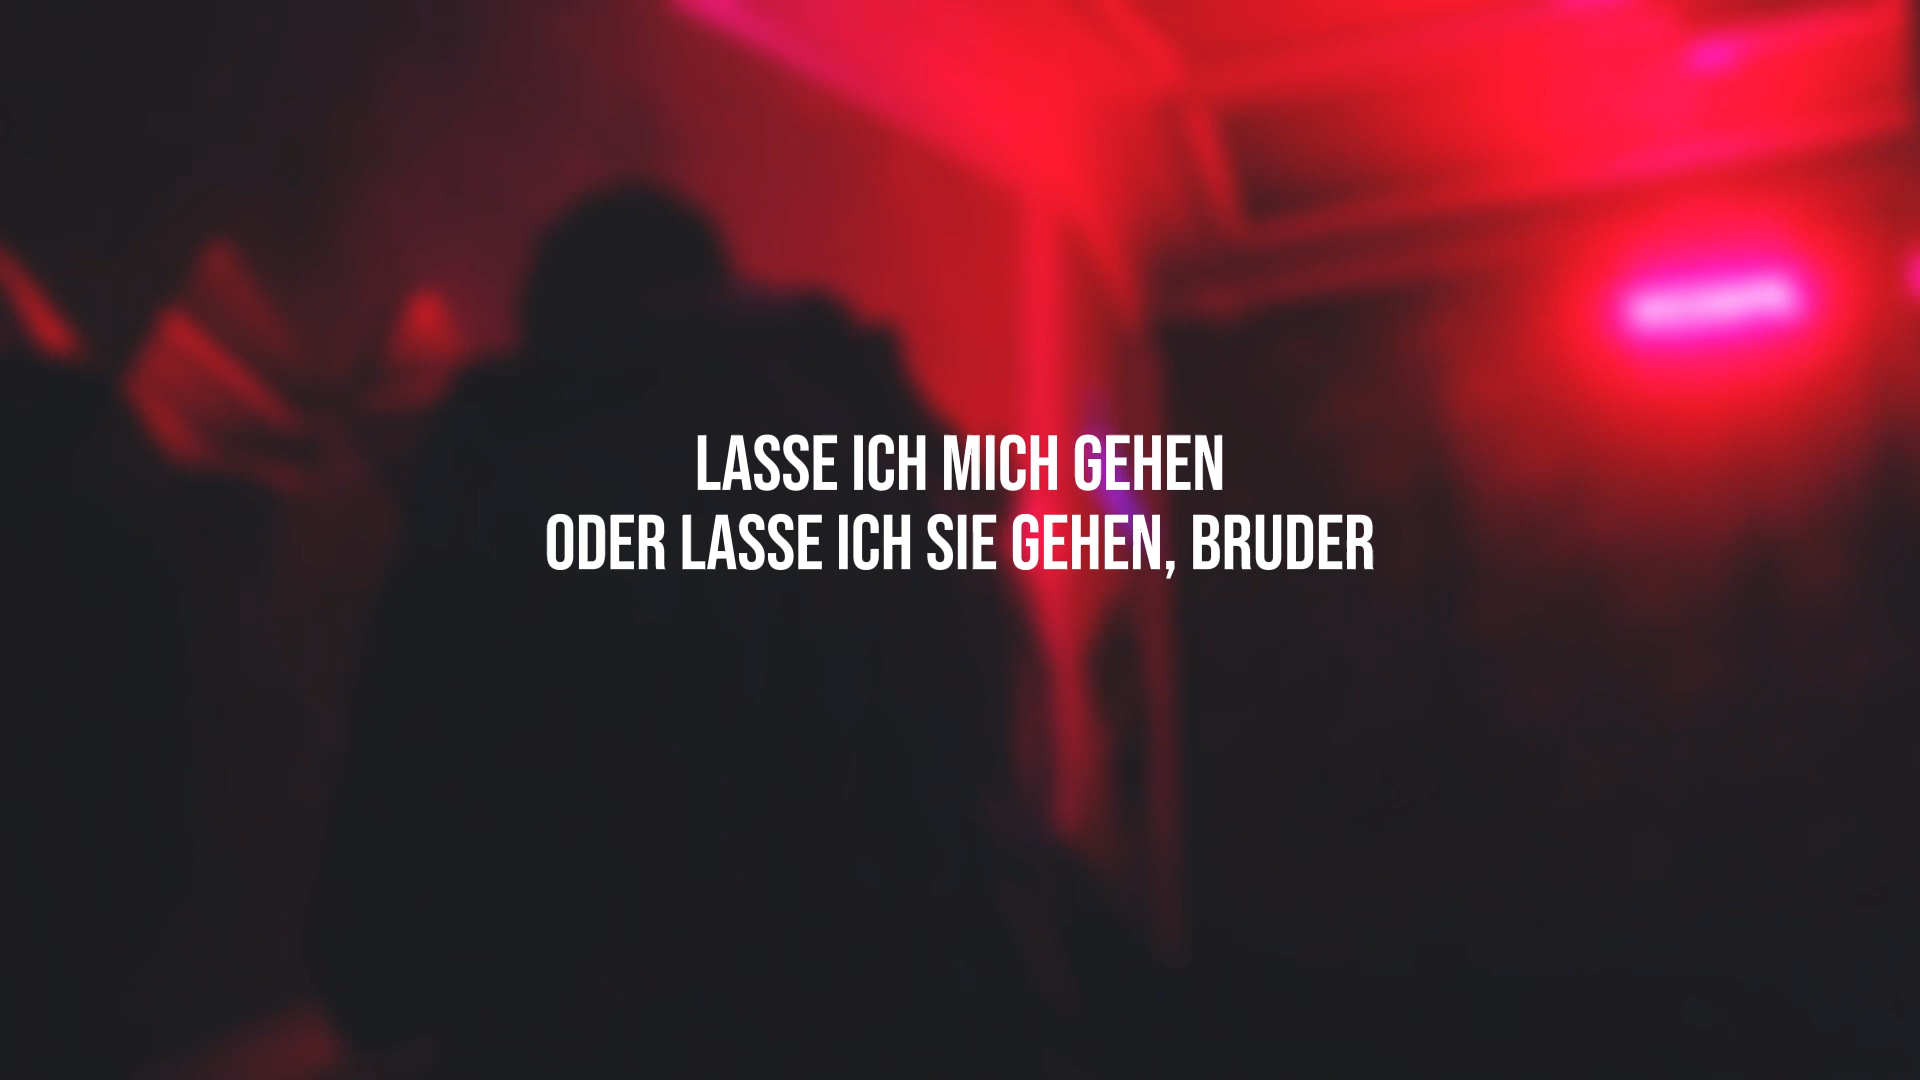 LASSE ICH MICH GEHEN
ODER LASSE ICH SIE GEHEN, BRUDER